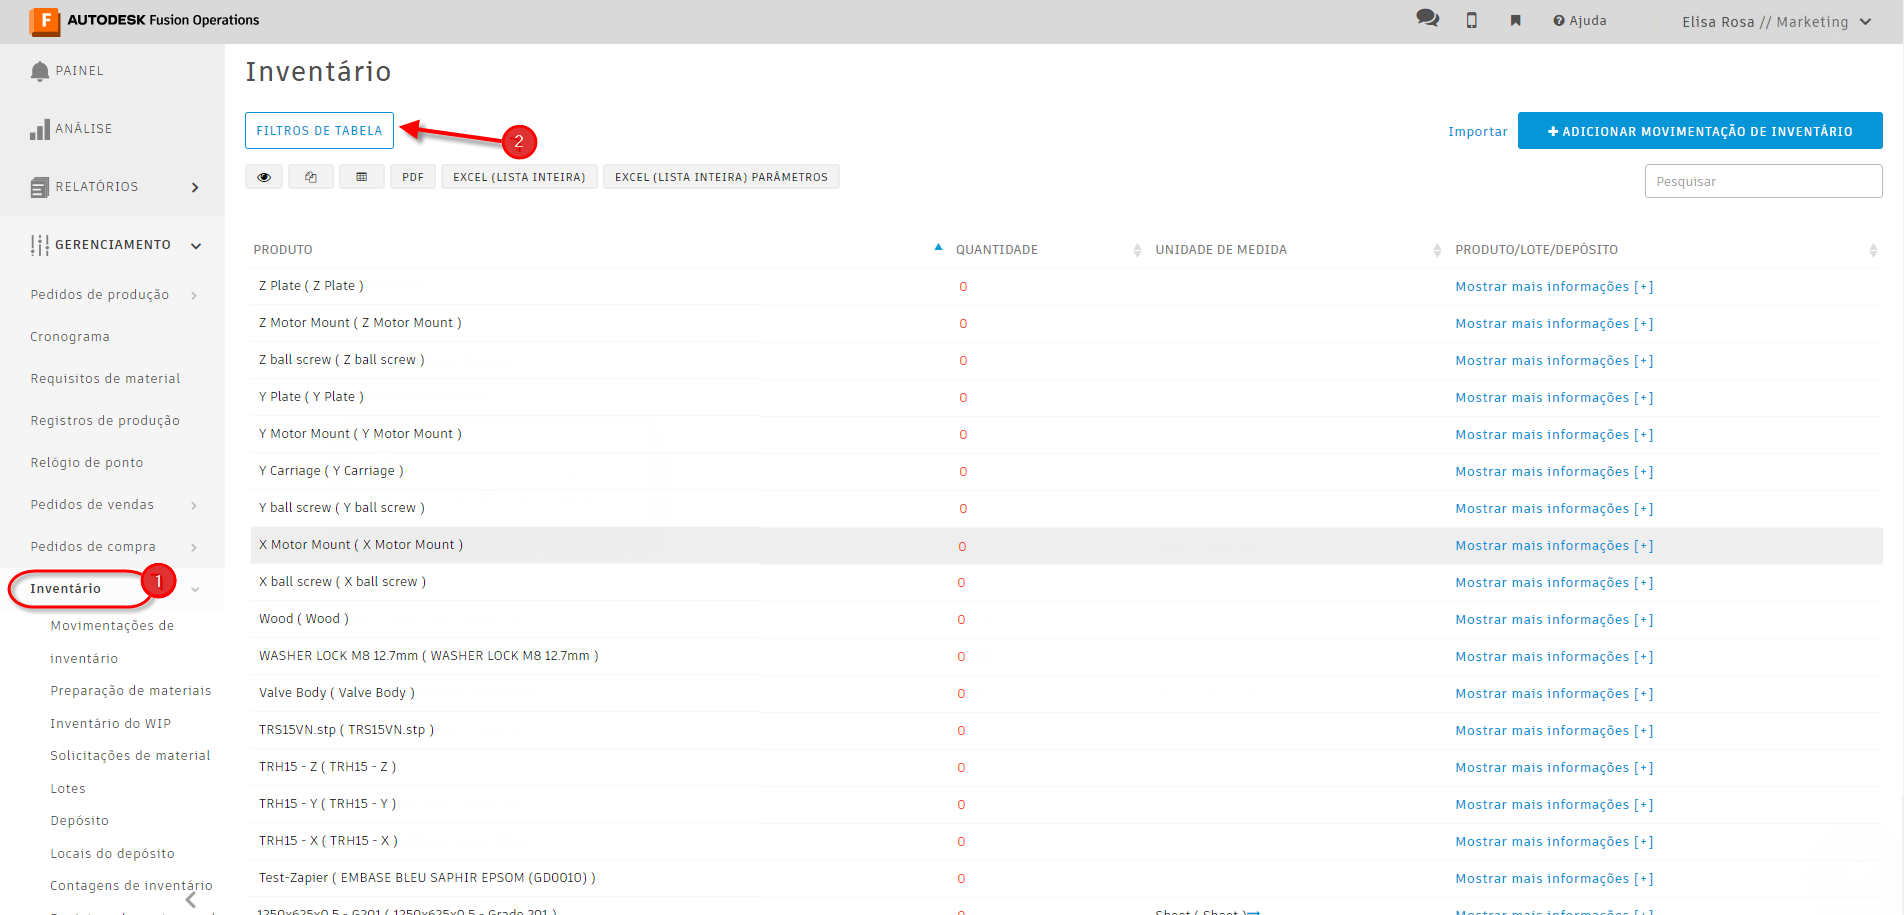 F AUTODESK Fusion Operations
Ajuda
Elisa Rosa // Marketing
PAINEL
ANÁLISE
RELATÓRIOS
GERENCIAMENTO
Pedidos de produção
Cronograma
Requisitos de material
Registros de produção
Relógio de ponto
Pedidos de vendas
Pedidos de compra
Inventário
1
Movimentações de
inventário
Preparação de materiais
Inventário do WIP
Solicitações de material
Lotes
Depósito
Locais do depósito
Contagens de inventário
Inventário
FILTROS DE TABELA
2
Importar
+ ADICIONAR MOVIMENTAÇÃO DE INVENTÁRIO
PDF
EXCEL (LISTA INTEIRA)
EXCEL (LISTA INTEIRA) PARÂMETROS
Pesquisar
PRODUTO QUANTIDADE UNIDADE DE MEDIDA PRODUTO/LOTE/DEPÓSITO
Z Plate ( Z Plate ) 0 Mostrar mais informações [+]
Z Motor Mount ( Z Motor Mount ) 0 Mostrar mais informações [+]
Z ball screw ( Z ball screw ) 0 Mostrar mais informações [+]
Y Plate ( Y Plate ) 0 Mostrar mais informações [+]
Y Motor Mount ( Y Motor Mount ) 0 Mostrar mais informações [+]
Y Carriage ( Y Carriage ) 0 Mostrar mais informações [+]
Y ball screw ( Y ball screw ) 0 Mostrar mais informações [+]
X Motor Mount ( X Motor Mount ) 0 Mostrar mais informações [+]
X ball screw ( X ball screw ) 0 Mostrar mais informações [+]
Wood ( Wood ) 0 Mostrar mais informações [+]
WASHER LOCK M8 12.7mm ( WASHER LOCK M8 12.7mm ) 0 Mostrar mais informações [+]
Valve Body ( Valve Body ) 0 Mostrar mais informações [+]
TRS15VN.stp ( TRS15VN.stp ) 0 Mostrar mais informações [+]
TRH15 - Z ( TRH15 - Z ) 0 Mostrar mais informações [+]
TRH15 - Y ( TRH15 - Y ) 0 Mostrar mais informações [+]
TRH15 - X ( TRH15 - X ) 0 Mostrar mais informações [+]
Test-Zapier ( EMBASE BLEU SAPHIR EPSOM (GD0010) ) 0 Mostrar mais informações [+]
1250x625x0.5 - G201 ( 1250x625x0.5 - Grade 201 ) 0 Sheet ( Sheet ) Mostrar mais informações [+]